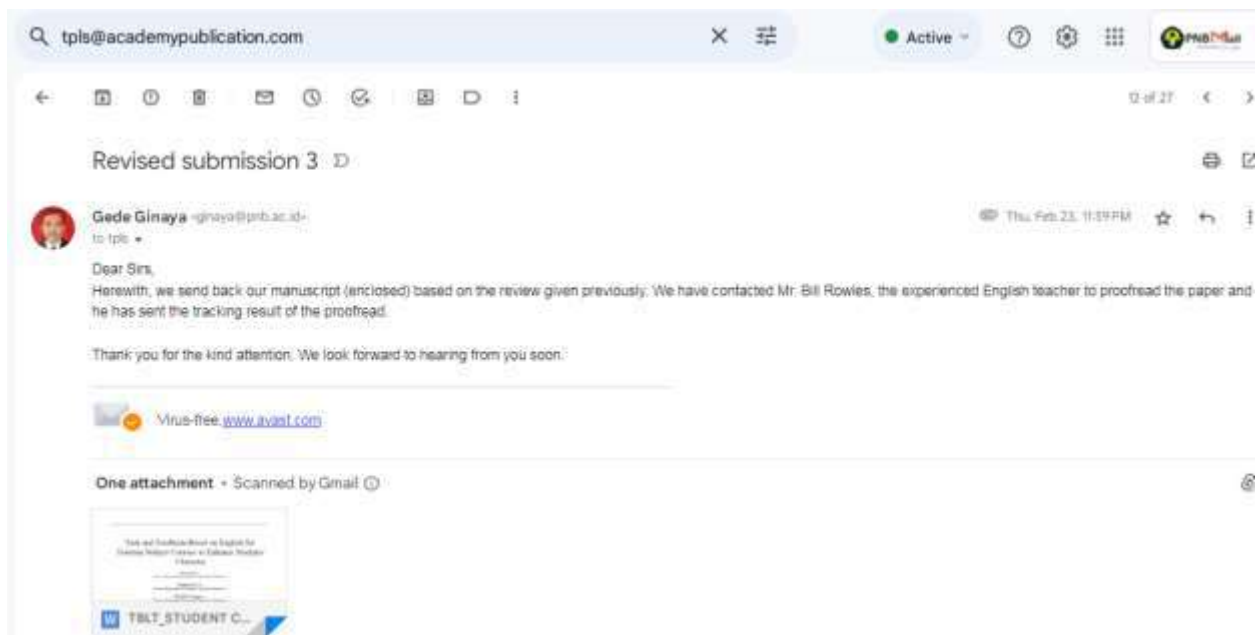 tpls@academypublication.com
Active
12 of 27
Revised submission 3
Gede Ginaya <ginaya@pnb.ac.id>
Thu, Feb 23, 11:59 PM
to tpls
Dear Sirs,
Herewith, we send back our manuscript (enclosed) based on the review given previously. We have contacted Mr. Bill Rowles, the experienced English teacher to proofread the paper and
he has sent the tracking result of the proofread.
Thank you for the kind attention. We look forward to hearing from you soon.
Virus-free.www.avast.com
One attachment • Scanned by Gmail
W TBLT_STUDENT C...